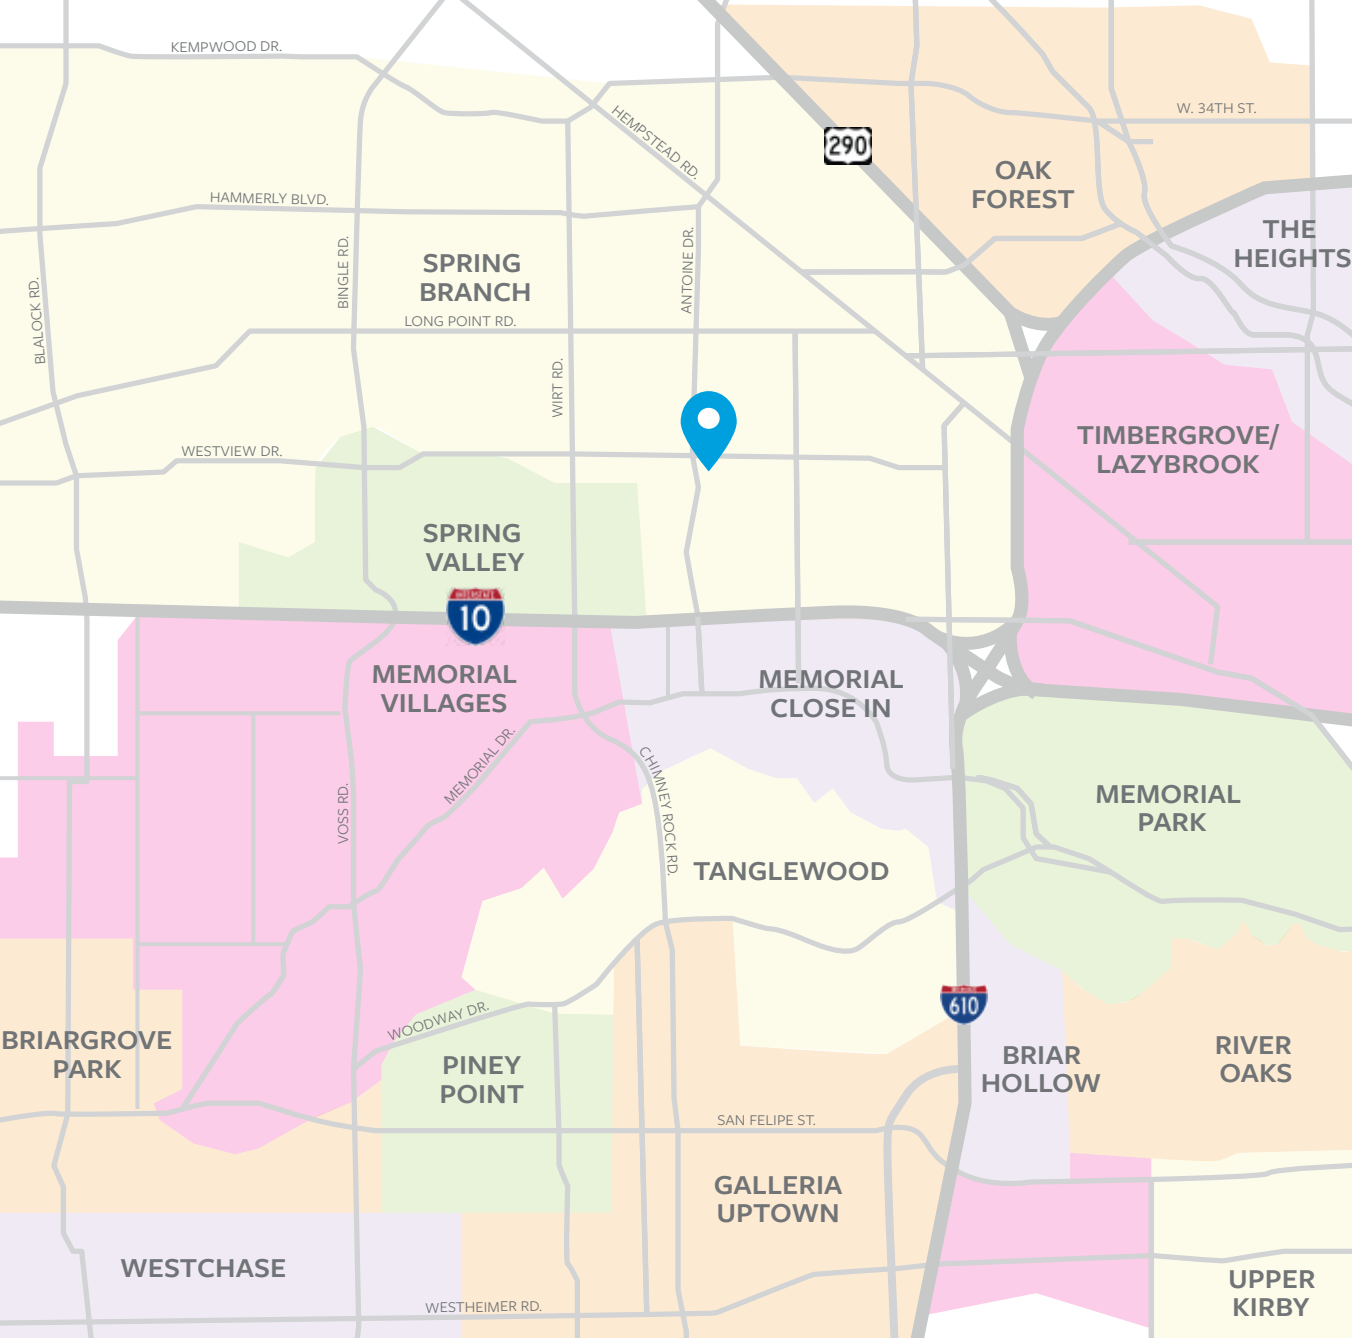 KEMPWOOD DR.
HEMPSTEAD RD.
W. 34TH ST.
290
OAK
FOREST
HAMMERLY BLVD.
THE
HEIGHTS
BLALOCK RD.
BINGLE RD.
SPRING
BRANCH
ANTOINE DR.
LONG POINT RD.
WIRT RD.
TIMBERGROVE/
LAZYBROOK
WESTVIEW DR.
SPRING
VALLEY
INTERSTATE
10
MEMORIAL
VILLAGES
MEMORIAL
CLOSE IN
MEMORIAL DR.
CHIMNEY ROCK RD.
VOSS RD.
MEMORIAL
PARK
TANGLEWOOD
610
WOODWAY DR.
BRIARGROVE
PARK
PINEY
POINT
BRIAR
HOLLOW
RIVER
OAKS
SAN FELIPE ST.
GALLERIA
UPTOWN
WESTCHASE
WESTHEIMER RD.
UPPER
KIRBY